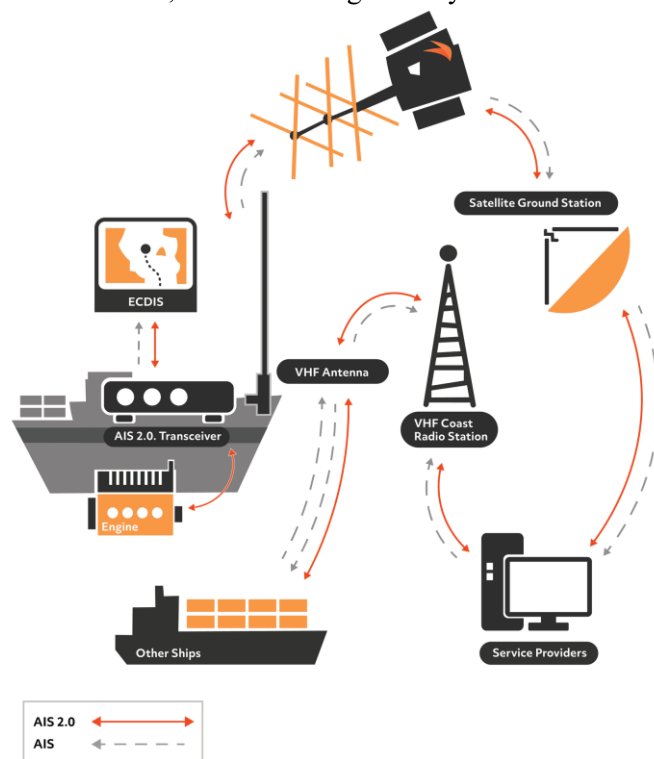 Satellite Ground Station
ECDIS
VHF Antenna
VHF Coast
Radio Station
AIS 2.0. Transceiver
Engine
Other Ships
Service Providers
AIS 2.0
AIS